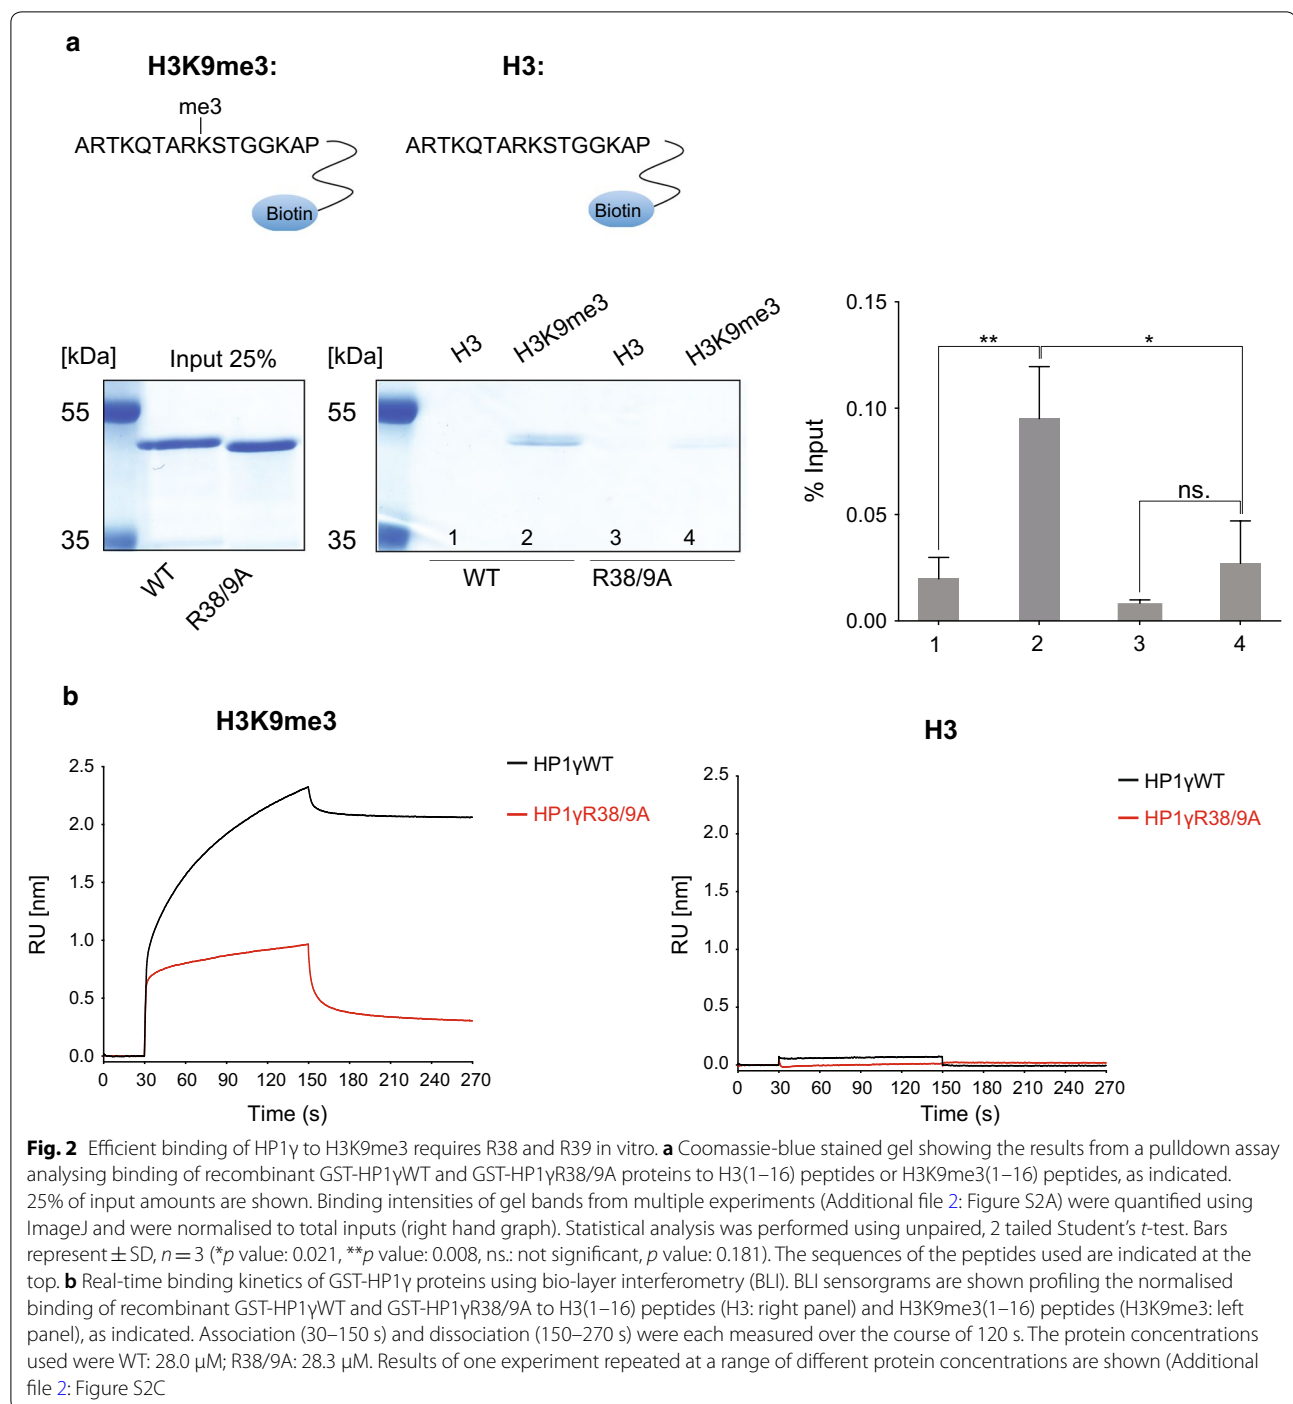 a
H3K9me3:
H3:
me3
ARTKQTARKSTGGKAP
ARTKQTARKSTGGKAP
Biotin
Biotin
[kDa]
Input 25%
55
35
WT
R38/9A
[kDa]
H3
H3K9me3
H3
H3K9me3
55
35
1
2
3
4
WT
R38/9A
0.15
0.10
0.05
0.00
% Input
**
*
ns.
1
2
3
4
b
H3K9me3
2.5
2.0
1.5
1.0
0.5
0.0
RU [nm]
0 30 60 90 120 150 180 210 240 270
Time (s)
HP1γWT
HP1γR38/9A
H3
2.5
2.0
1.5
1.0
0.5
0.0
RU [nm]
0 30 60 90 120 150 180 210 240 270
Time (s)
HP1γWT
HP1γR38/9A
Fig. 2 Efficient binding of HP1γ to H3K9me3 requires R38 and R39 in vitro. a Coomassie-blue stained gel showing the results from a pulldown assay
analysing binding of recombinant GST-HP1γWT and GST-HP1γR38/9A proteins to H3(1–16) peptides or H3K9me3(1–16) peptides, as indicated.
25% of input amounts are shown. Binding intensities of gel bands from multiple experiments (Additional file 2: Figure S2A) were quantified using
ImageJ and were normalised to total inputs (right hand graph). Statistical analysis was performed using unpaired, 2 tailed Student's t-test. Bars
represent ± SD, n = 3 (*p value: 0.021, **p value: 0.008, ns.: not significant, p value: 0.181). The sequences of the peptides used are indicated at the
top. b Real-time binding kinetics of GST-HP1γ proteins using bio-layer interferometry (BLI). BLI sensorgrams are shown profiling the normalised
binding of recombinant GST-HP1γWT and GST-HP1γR38/9A to H3(1–16) peptides (H3: right panel) and H3K9me3(1–16) peptides (H3K9me3: left
panel), as indicated. Association (30–150 s) and dissociation (150–270 s) were each measured over the course of 120 s. The protein concentrations
used were WT: 28.0 μM; R38/9A: 28.3 μM. Results of one experiment repeated at a range of different protein concentrations are shown (Additional
file 2: Figure S2C